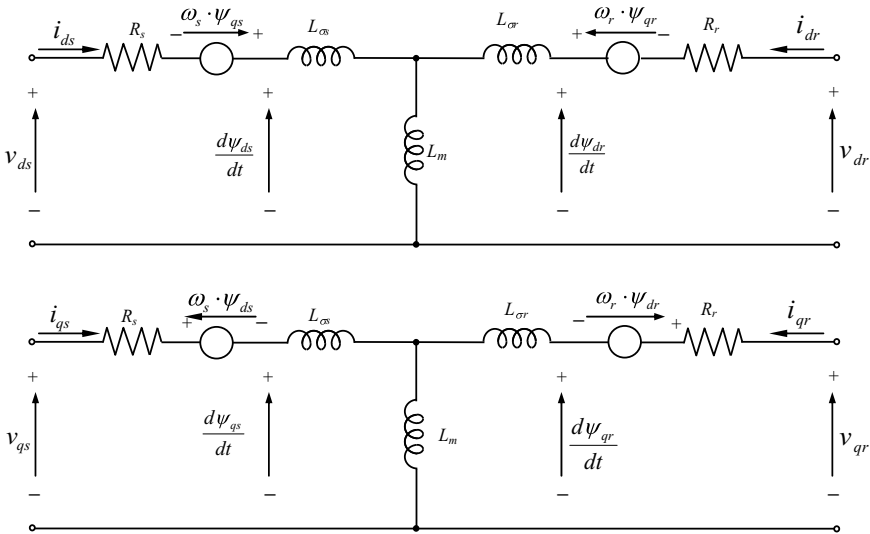 i_ds R_s − ω_s · ψ_qs + L_σs L_σr + ω_r · ψ_qr − R_r i_dr
+ + + +
v_ds dψ_ds/dt L_m dψ_dr/dt v_dr
− − − −
i_qs R_s + ω_s · ψ_ds − L_σs L_σr − ω_r · ψ_dr + R_r i_qr
+ + + +
v_qs dψ_qs/dt L_m dψ_qr/dt v_qr
− − − −